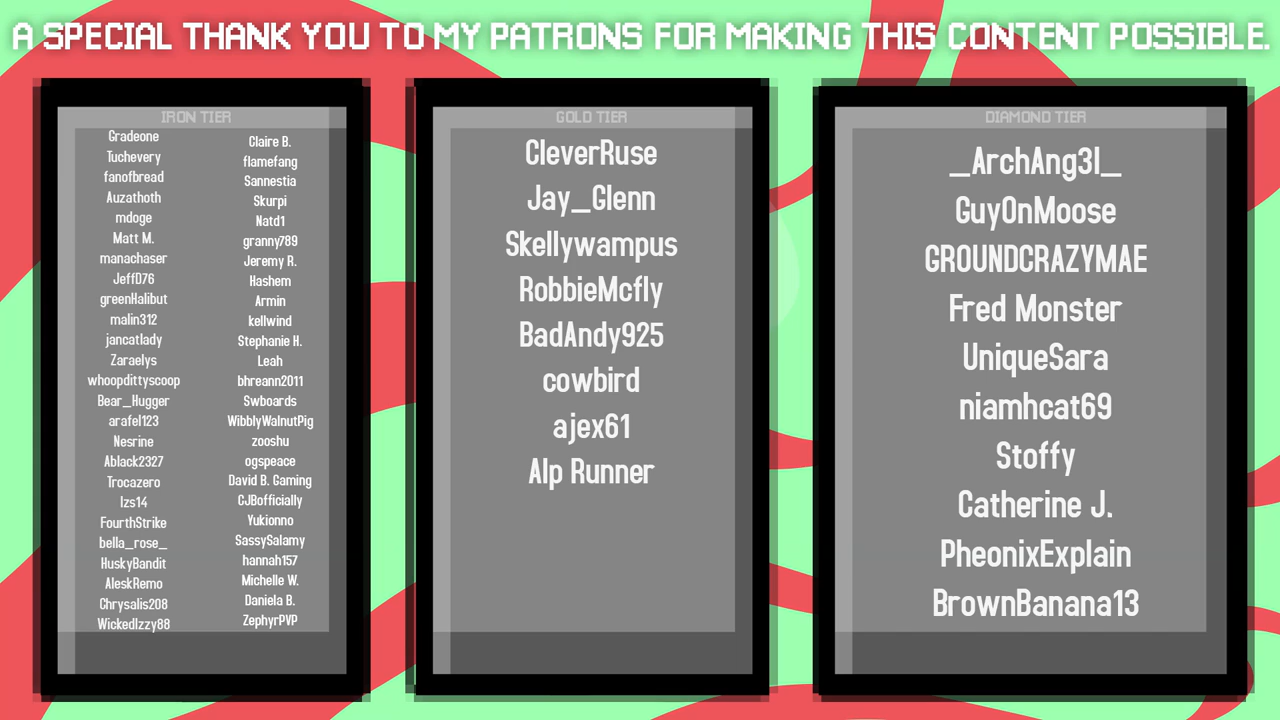 A SPECIAL THANK YOU TO MY PATRONS FOR MAKING THIS CONTENT POSSIBLE.
IRON TIER
Gradeone
Tuchevery
fanofbread
Auzathoth
mdoge
Matt M.
manachaser
JeffD76
greenHalibut
malin312
jancatlady
Zaraelys
whoopdittyscoop
Bear_Hugger
arafel123
Nesrine
Ablack2327
Trocazero
lzs14
FourthStrike
bella_rose_
HuskyBandit
AleskRemo
Chrysalis208
WickedIzzy88
Claire B.
flamefang
Sannestia
Skurpi
Natd1
granny789
Jeremy R.
Hashem
Armin
kellwind
Stephanie H.
Leah
bhreann2011
Swboards
WibblyWalnutPig
zooshu
ogspeace
David B. Gaming
CJBofficially
Yukionno
SassySalamy
hannah157
Michelle W.
Daniela B.
ZephyrPVP
GOLD TIER
CleverRuse
Jay_Glenn
Skellywampus
RobbieMcfly
BadAndy925
cowbird
ajex61
Alp Runner
DIAMOND TIER
_ArchAng3l_
GuyOnMoose
GROUNDCRAZYMAE
Fred Monster
UniqueSara
niamhcat69
Stoffy
Catherine J.
PheonixExplain
BrownBanana13